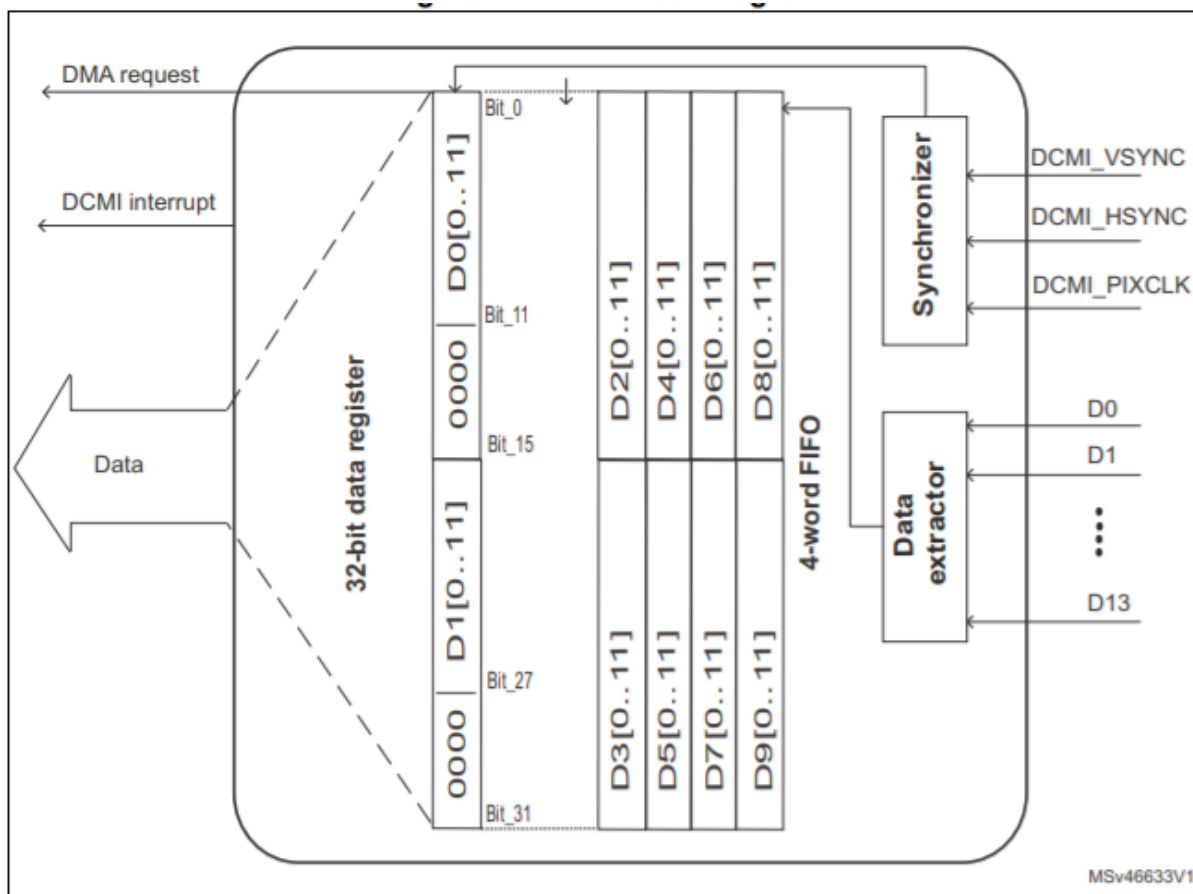 DMA request
DCMI interrupt
Data
32-bit data register
Bit_0
D0[0..11]
Bit_11
0000
Bit_15
D1[0..11]
Bit_27
0000
Bit_31
D2[0..11]
D4[0..11]
D6[0..11]
D8[0..11]
D3[0..11]
D5[0..11]
D7[0..11]
D9[0..11]
4-word FIFO
Synchronizer
Data
extractor
DCMI_VSYNC
DCMI_HSYNC
DCMI_PIXCLK
D0
D1
....
D13
MSv46633V1